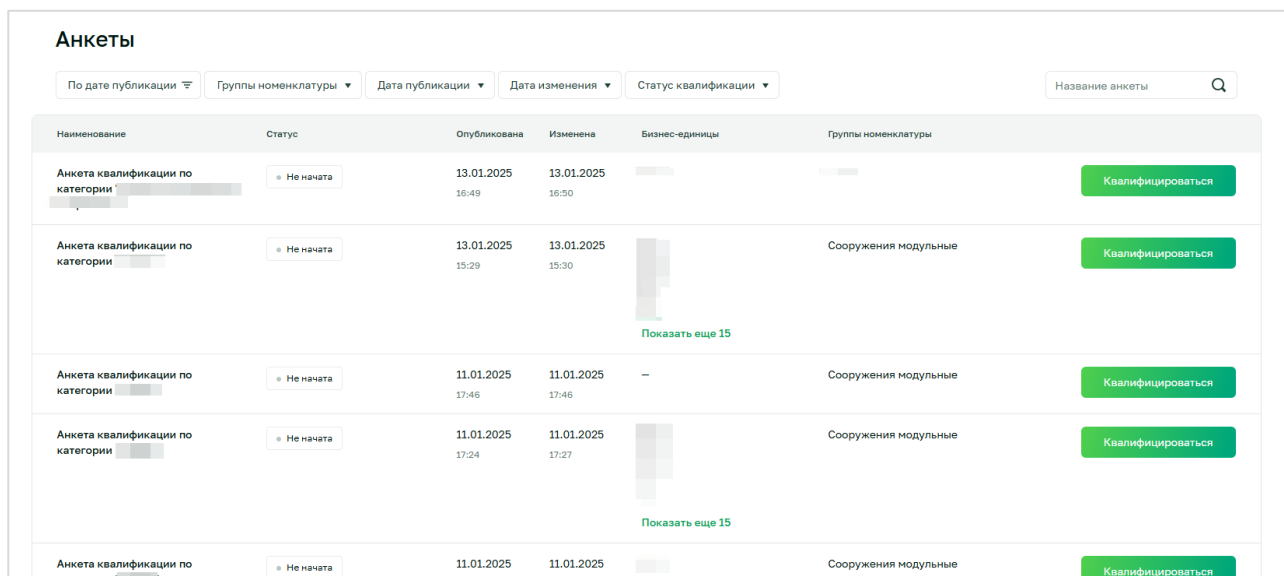 Анкеты
По дате публикации Группы номенклатуры Дата публикации Дата изменения Статус квалификации Название анкеты
Наименование Статус Опубликована Изменена Бизнес-единицы Группы номенклатуры
Анкета квалификации по Не начата 13.01.2025 13.01.2025 Квалифицироваться
категории 16:49 16:50
Анкета квалификации по Не начата 13.01.2025 13.01.2025 Сооружения модульные Квалифицироваться
категории 15:29 15:30
Показать еще 15
Анкета квалификации по Не начата 11.01.2025 11.01.2025 — Сооружения модульные Квалифицироваться
категории 17:46 17:46
Анкета квалификации по Не начата 11.01.2025 11.01.2025 Сооружения модульные Квалифицироваться
категории 17:24 17:27
Показать еще 15
Анкета квалификации по Не начата 11.01.2025 11.01.2025 Сооружения модульные Квалифицироваться